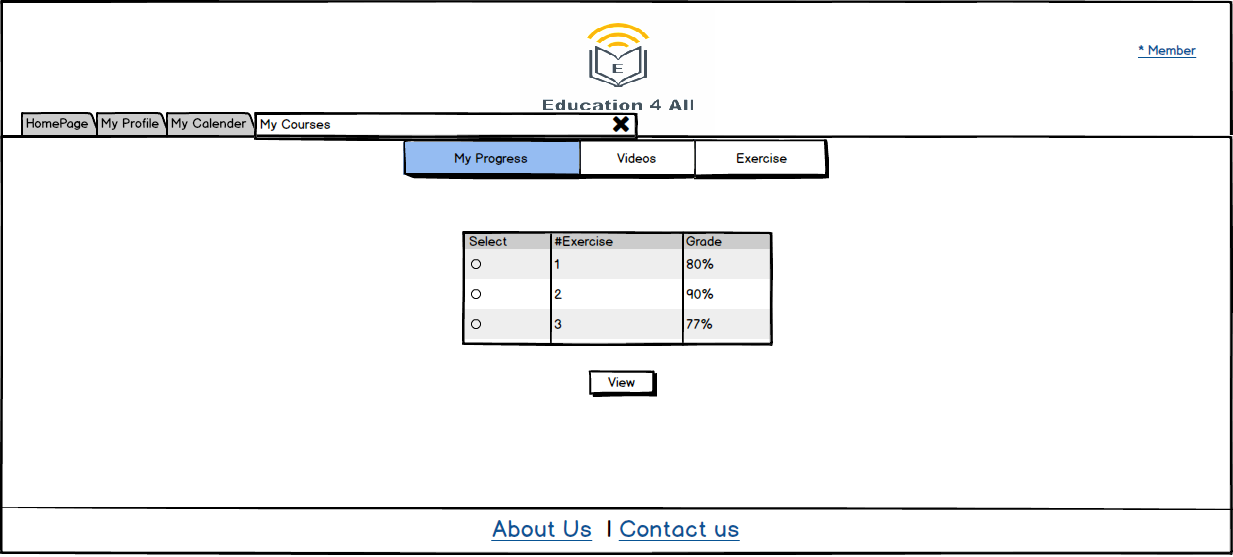 * Member
E
Education 4 All
HomePage My Profile My Calender My Courses
My Progress Videos Exercise
Select #Exercise Grade
1 80%
2 90%
3 77%
View
About Us | Contact us